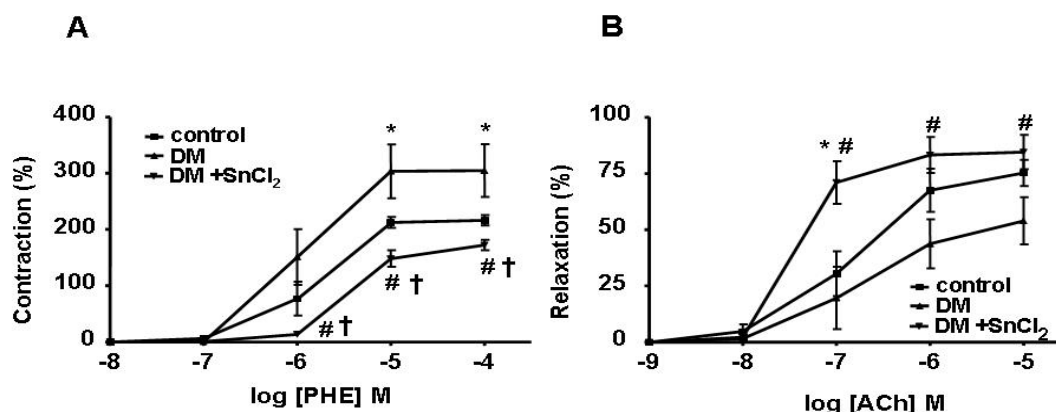 A
Contraction (%)
400
300
200
100
0
control
DM
DM +SnCl₂
*
*
# †
# †
# †
-8
-7
-6
-5
-4
log [PHE] M
B
Relaxation (%)
100
75
50
25
0
* #
#
#
control
DM
DM +SnCl₂
-9
-8
-7
-6
-5
log [ACh] M